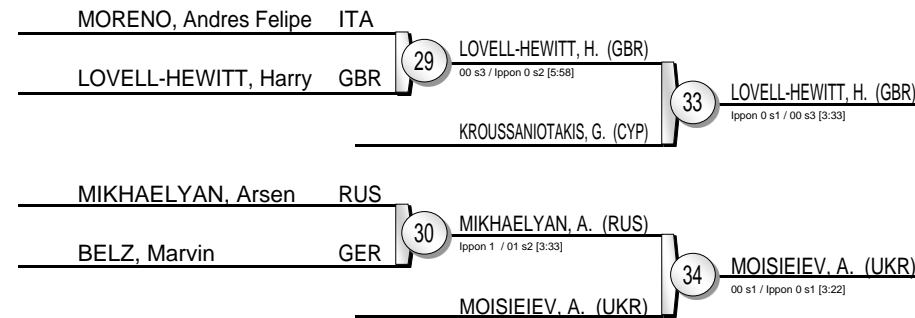 MORENO, Andres Felipe ITA
29
LOVELL-HEWITT, H. (GBR)
00 s3 / Ippon 0 s2 [5:58]
LOVELL-HEWITT, Harry GBR
33
LOVELL-HEWITT, H. (GBR)
Ippon 0 s1 / 00 s3 [3:33]
KROUSSANIOTAKIS, G. (CYP)
MIKHAELYAN, Arsen RUS
30
MIKHAELYAN, A. (RUS)
Ippon 1 / 01 s2 [3:33]
BELZ, Marvin GER
34
MOISIEIEV, A. (UKR)
00 s1 / Ippon 0 s1 [3:22]
MOISIEIEV, A. (UKR)